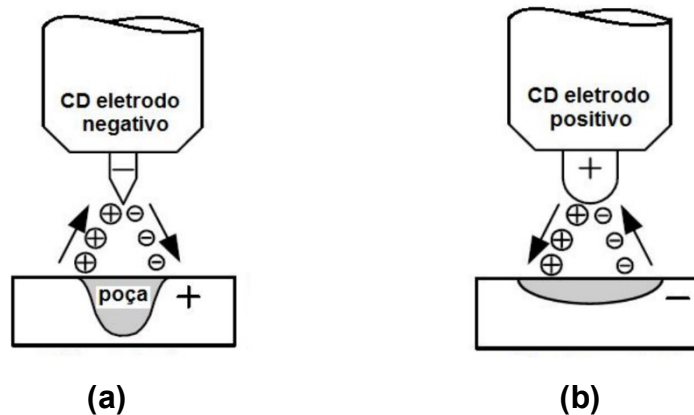 CD eletrodo
negativo
−
+ −
+ −
+ −
poça +
(a)
CD eletrodo
positivo
+
+ −
+ −
+ −
−
(b)